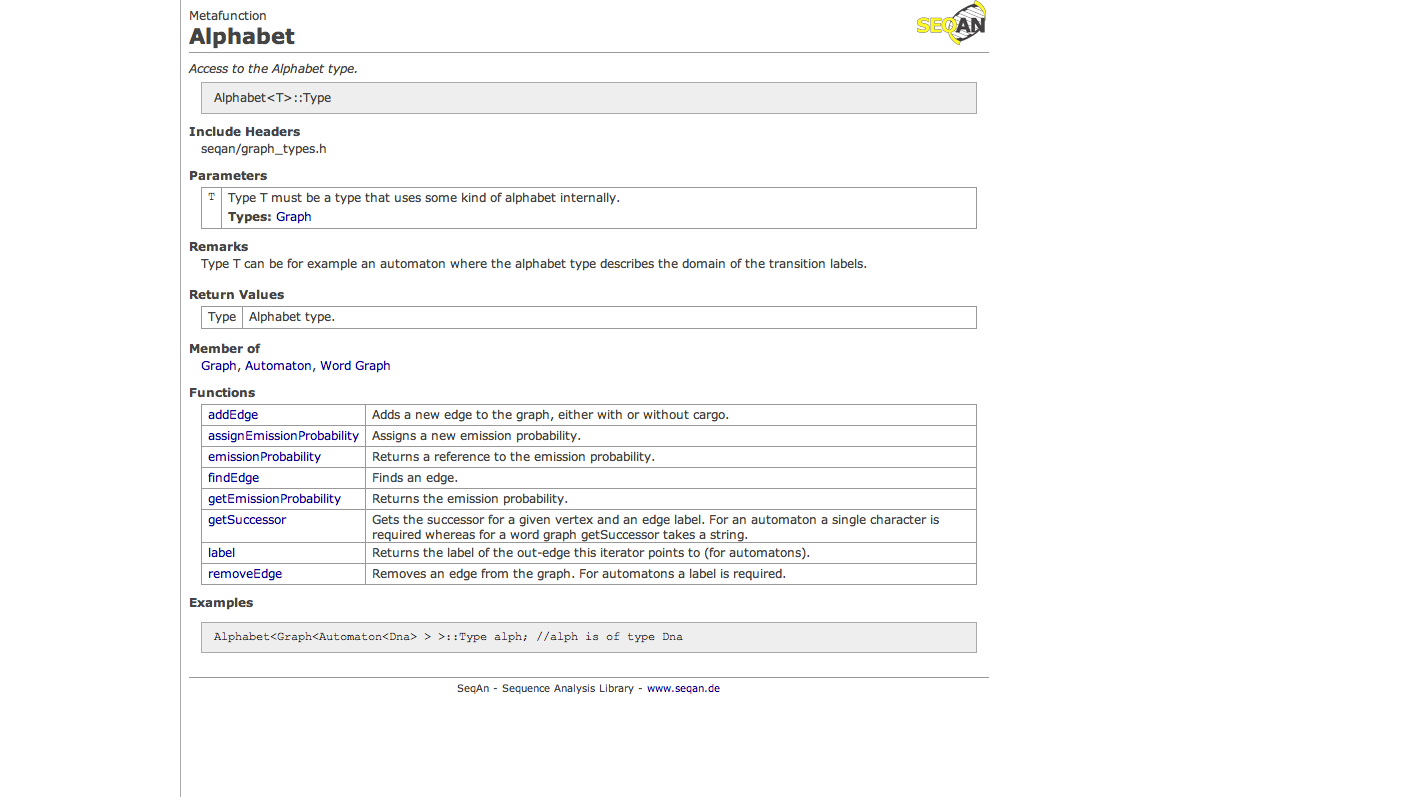 Metafunction
Alphabet
SEQAN
Access to the Alphabet type.
Alphabet<T>::Type
Include Headers
seqan/graph_types.h
Parameters
T Type T must be a type that uses some kind of alphabet internally.
Types: Graph
Remarks
Type T can be for example an automaton where the alphabet type describes the domain of the transition labels.
Return Values
Type Alphabet type.
Member of
Graph, Automaton, Word Graph
Functions
addEdge Adds a new edge to the graph, either with or without cargo.
assignEmissionProbability Assigns a new emission probability.
emissionProbability Returns a reference to the emission probability.
findEdge Finds an edge.
getEmissionProbability Returns the emission probability.
getSuccessor Gets the successor for a given vertex and an edge label. For an automaton a single character is
required whereas for a word graph getSuccessor takes a string.
label Returns the label of the out-edge this iterator points to (for automatons).
removeEdge Removes an edge from the graph. For automatons a label is required.
Examples
Alphabet<Graph<Automaton<Dna> > >::Type alph; //alph is of type Dna
SeqAn - Sequence Analysis Library - www.seqan.de